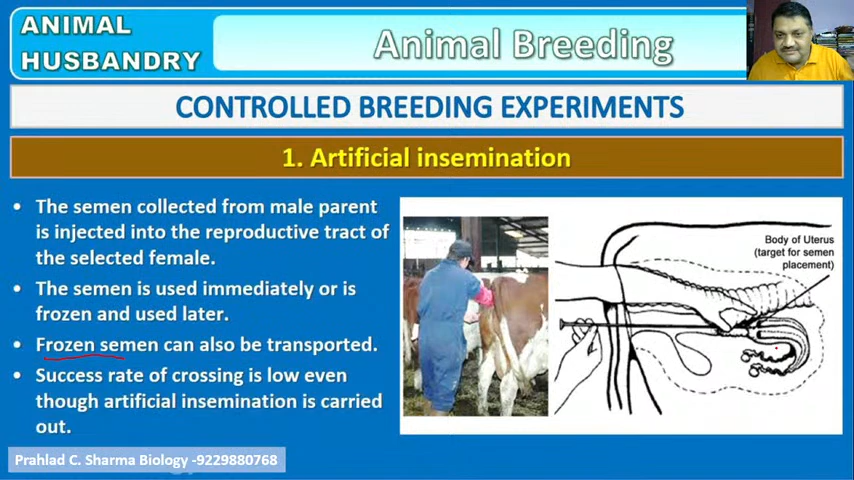 ANIMAL
HUSBANDRY
Animal Breeding
CONTROLLED BREEDING EXPERIMENTS
1. Artificial insemination
• The semen collected from male parent
is injected into the reproductive tract of
the selected female.
• The semen is used immediately or is
frozen and used later.
• Frozen semen can also be transported.
• Success rate of crossing is low even
though artificial insemination is carried
out.
Body of Uterus
(target for semen
placement)
Prahlad C. Sharma Biology -9229880768